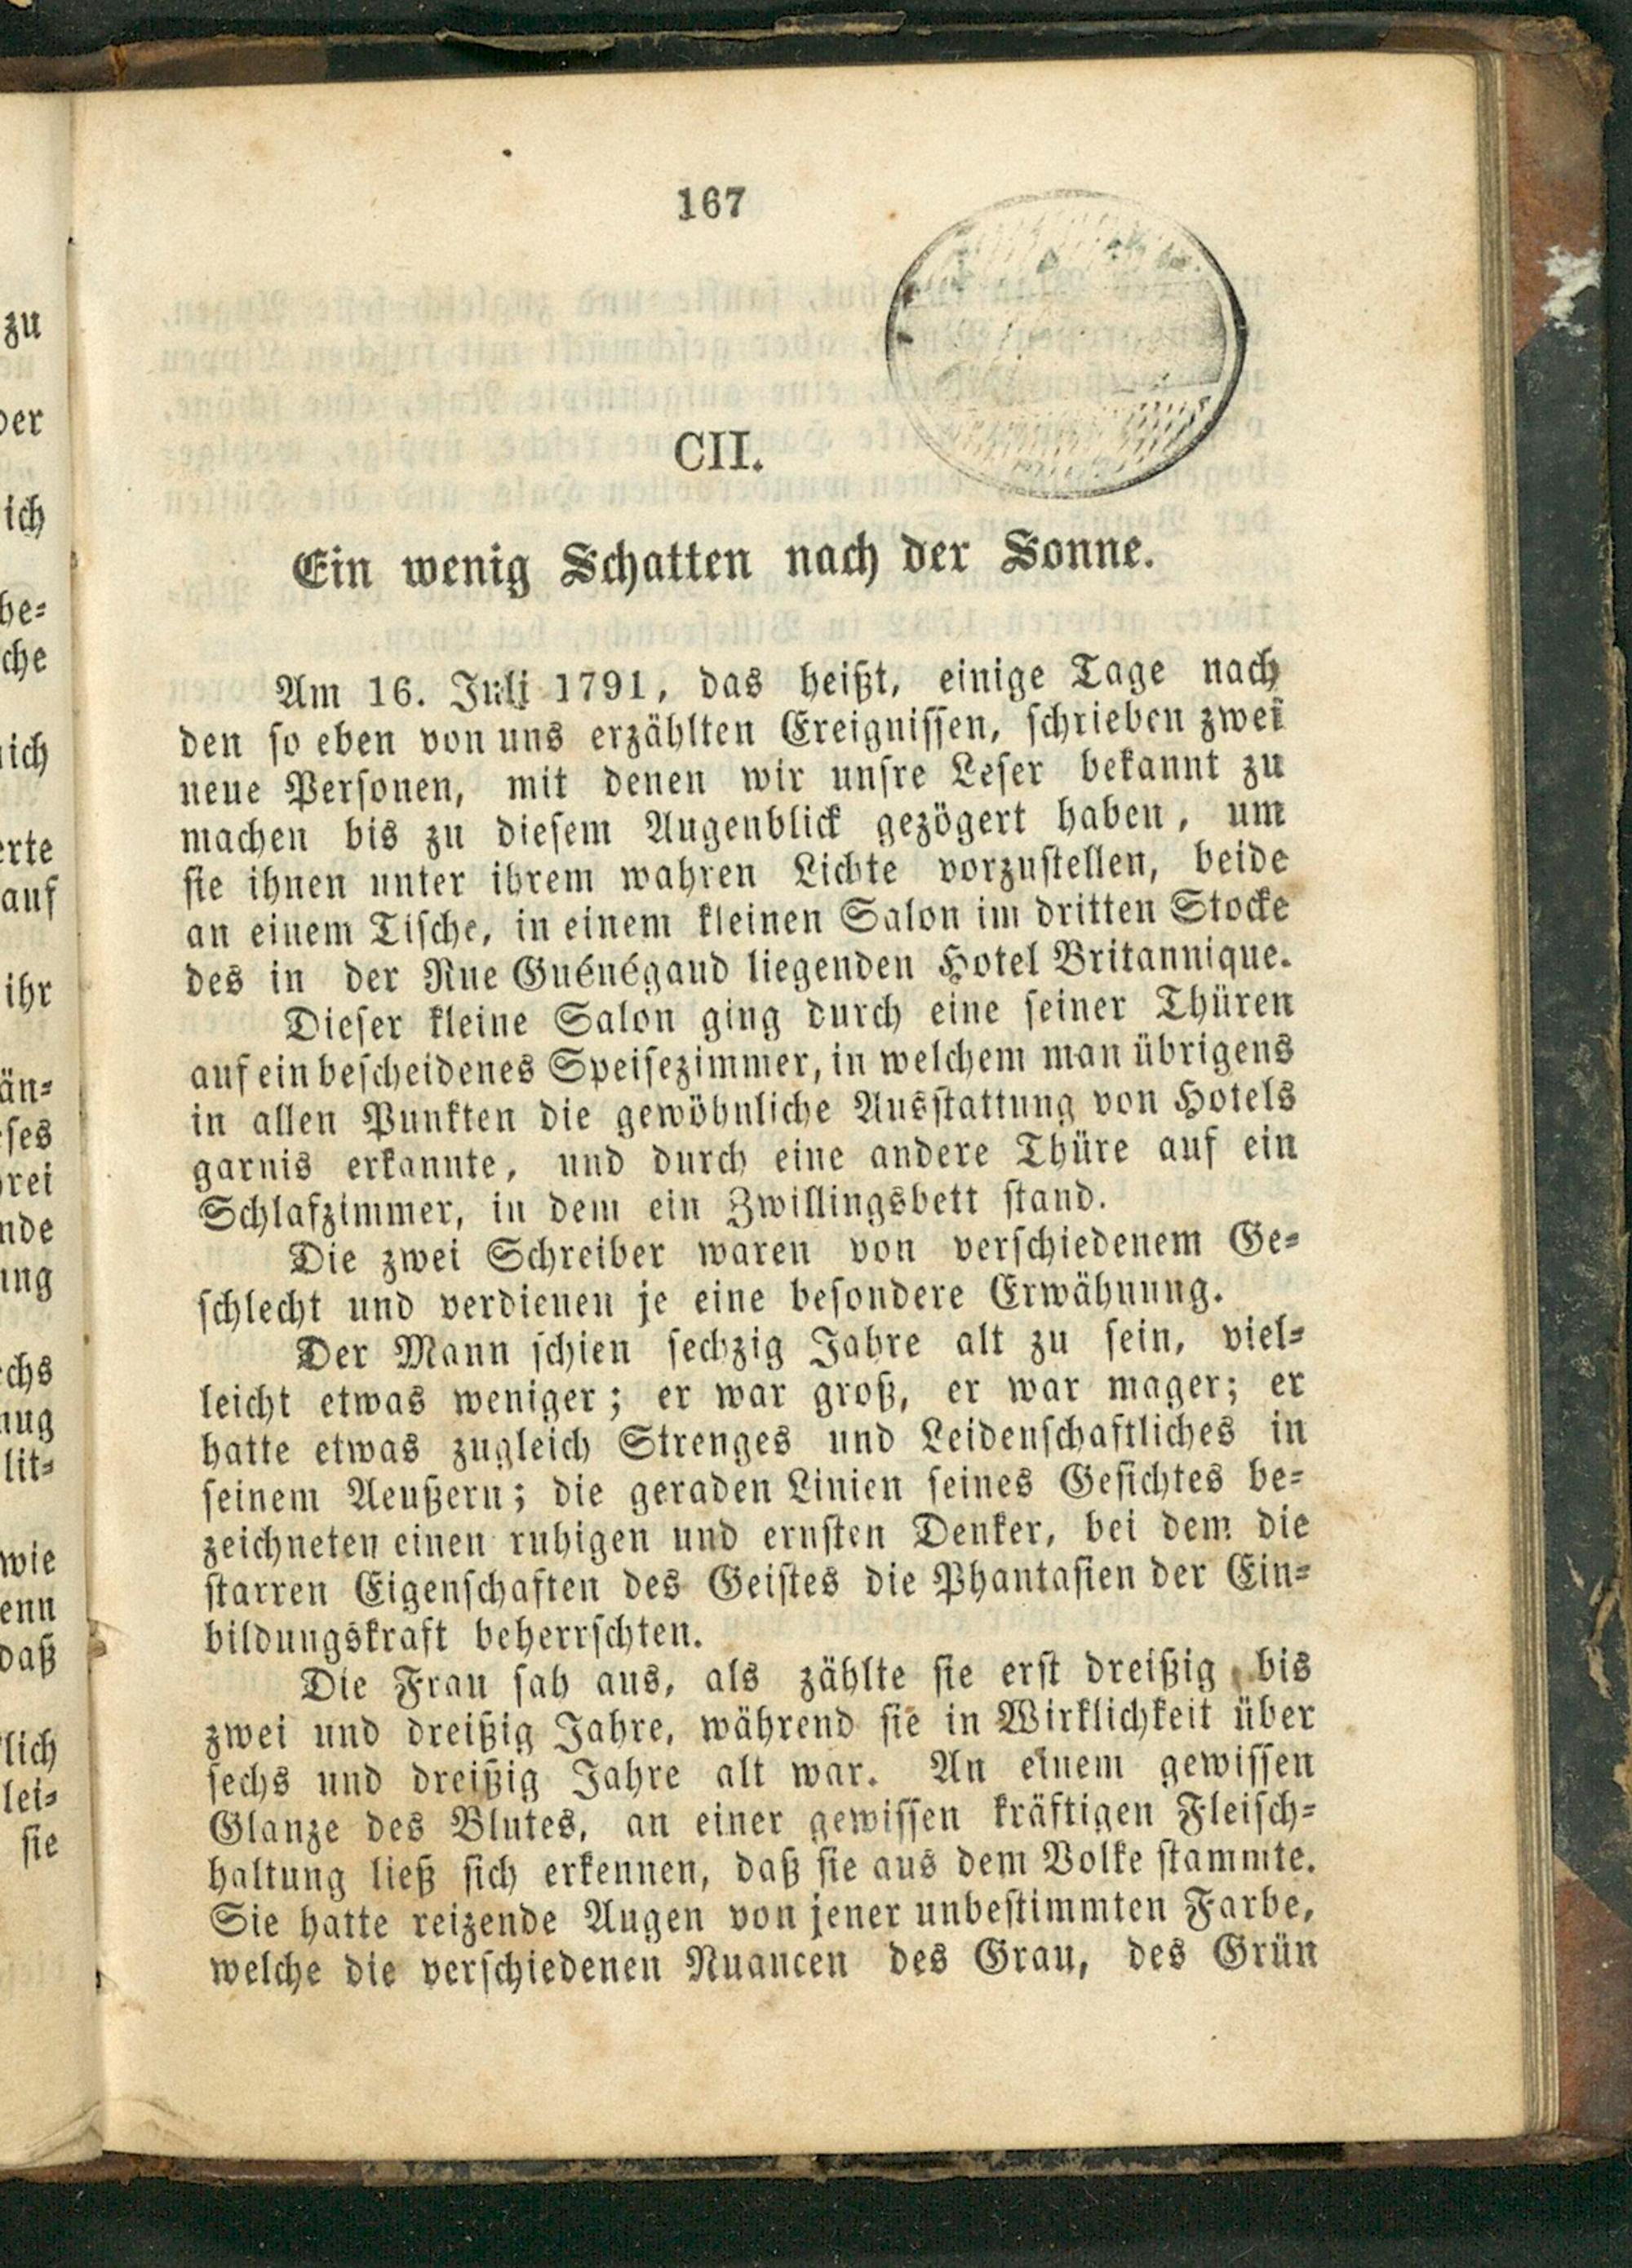 167
CII.
Ein wenig Schatten nach der Sonne.
Am 16. Juli 1791, das heißt, einige Tage nach
den so eben von uns erzählten Ereignissen, schrieben zwei
neue Personen, mit denen wir unsre Leser bekannt zu
machen bis zu diesem Augenblick gezögert haben, um
sie ihnen unter ihrem wahren Lichte vorzustellen, beide
an einem Tische, in einem kleinen Salon im dritten Stocke
des in der Rue Guénégaud liegenden Hotel Britannique.
Dieser kleine Salon ging durch eine seiner Thüren
auf ein bescheidenes Speisezimmer, in welchem man übrigens
in allen Punkten die gewöhnliche Ausstattung von Hotels
garnis erkannte, und durch eine andere Thüre auf ein
Schlafzimmer, in dem ein Zwillingsbett stand.
Die zwei Schreiber waren von verschiedenem Ge-
schlecht und verdienen je eine besondere Erwähnung.
Der Mann schien sechzig Jahre alt zu sein, viel-
leicht etwas weniger; er war groß, er war mager; er
hatte etwas zugleich Strenges und Leidenschaftliches in
seinem Aeußern; die geraden Linien seines Gesichtes be-
zeichneten einen ruhigen und ernsten Denker, bei dem die
starren Eigenschaften des Geistes die Phantasien der Ein-
bildungskraft beherrschten.
Die Frau sah aus, als zählte sie erst dreißig bis
zwei und dreißig Jahre, während sie in Wirklichkeit über
sechs und dreißig Jahre alt war. An einem gewissen
Glanze des Blutes, an einer gewissen kräftigen Fleisch-
haltung ließ sich erkennen, daß sie aus dem Volke stammte.
Sie hatte reizende Augen von jener unbestimmten Farbe,
welche die verschiedenen Nuancen des Grau, des Grün